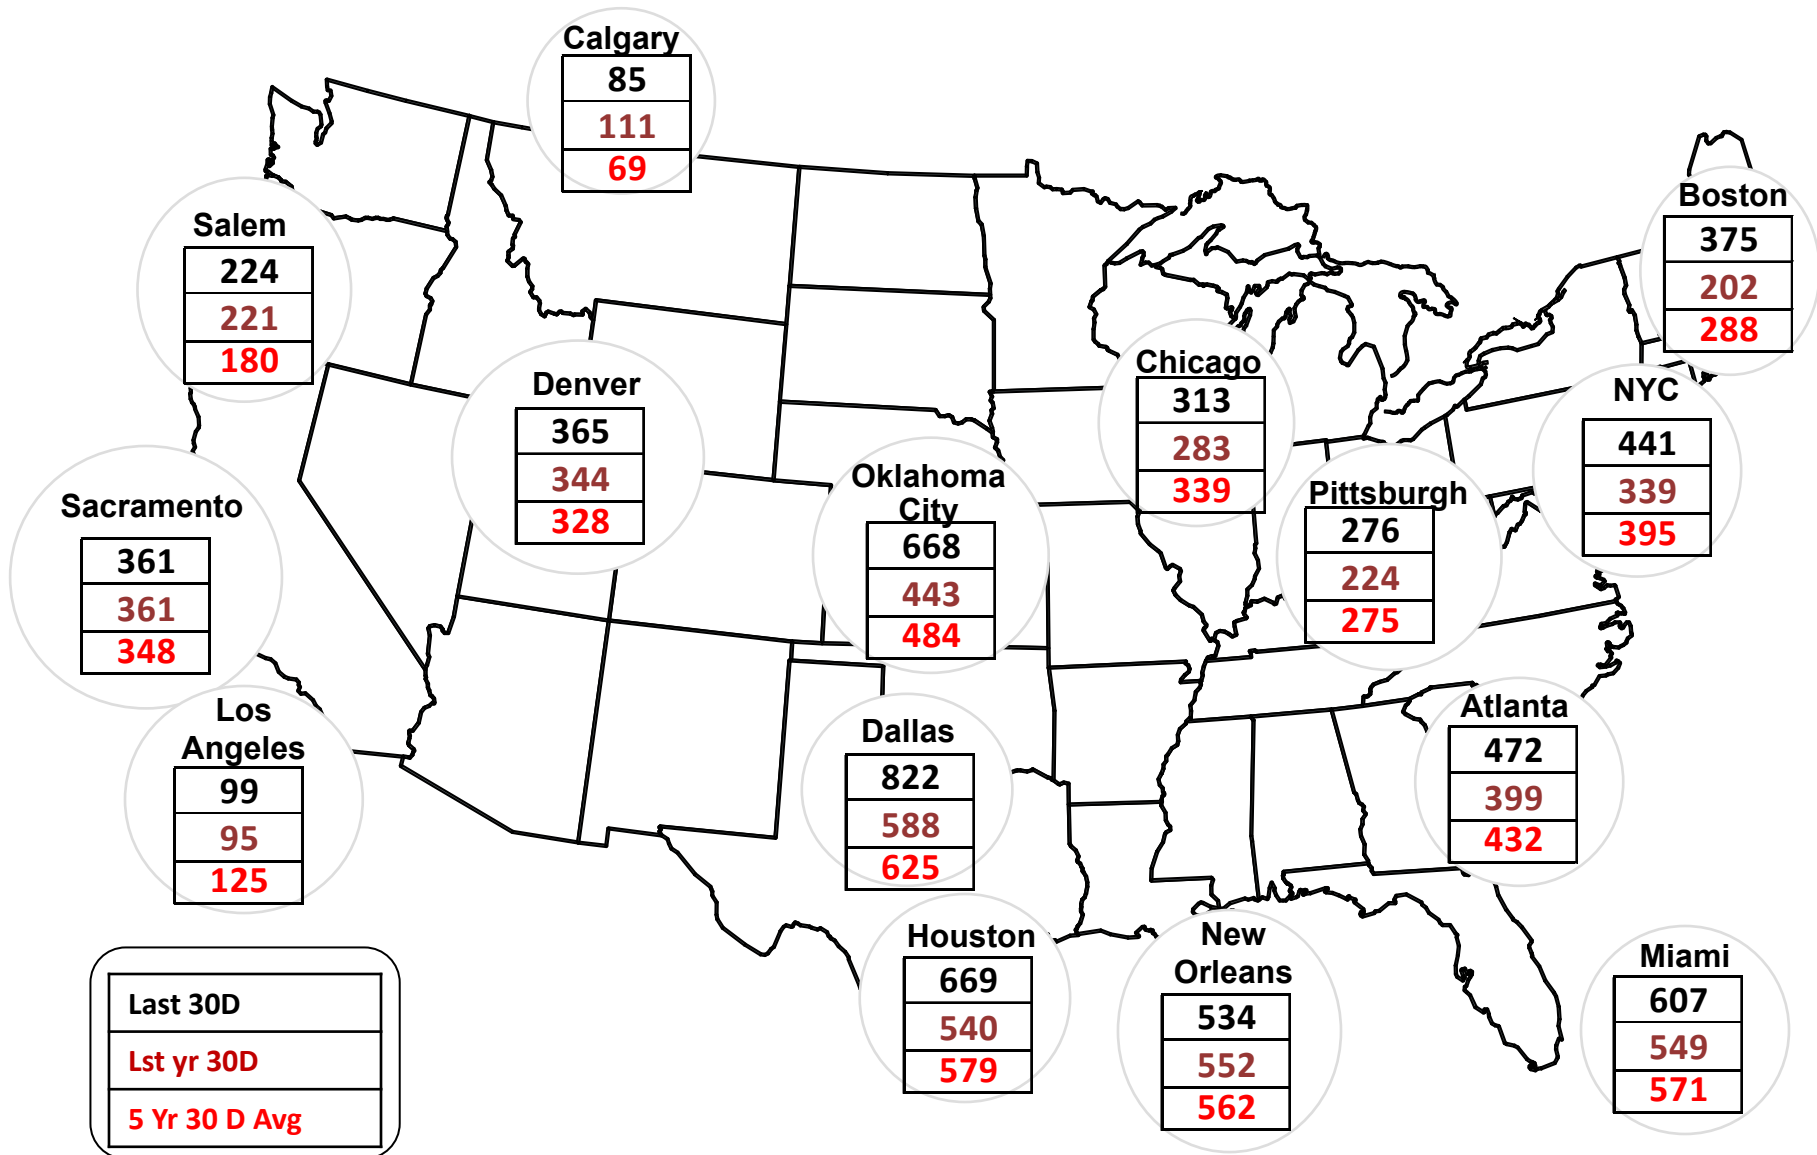 Calgary
85
111
69
Salem
224
221
180
Boston
375
202
288
Denver
365
344
328
Chicago
313
283
339
NYC
441
339
395
Oklahoma
City
668
443
484
Pittsburgh
276
224
275
Sacramento
361
361
348
Los
Angeles
99
95
125
Dallas
822
588
625
Atlanta
472
399
432
Houston
669
540
579
New
Orleans
534
552
562
Miami
607
549
571
Last 30D
Lst yr 30D
5 Yr 30 D Avg